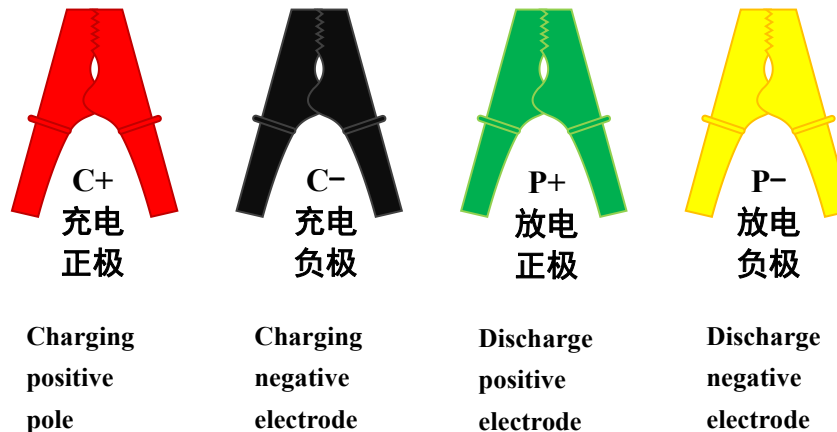 C+
充电
正极
C−
充电
负极
P+
放电
正极
P−
放电
负极
Charging
positive
pole
Charging
negative
electrode
Discharge
positive
electrode
Discharge
negative
electrode